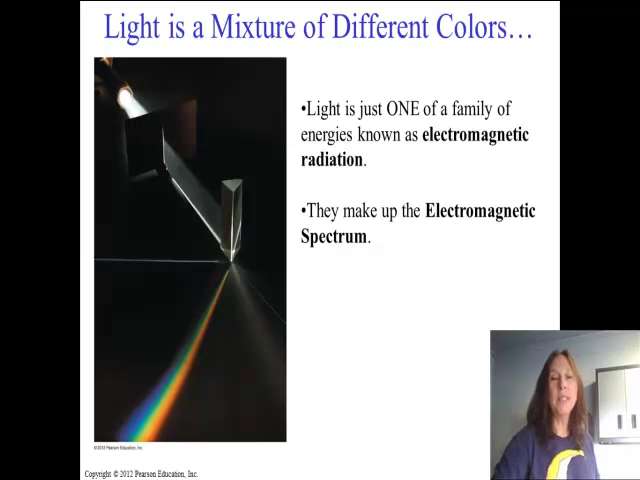 Light is a Mixture of Different Colors…
•Light is just ONE of a family of
energies known as electromagnetic
radiation.
•They make up the Electromagnetic
Spectrum.
©2012 Pearson Education, Inc.
Copyright © 2012 Pearson Education, Inc.